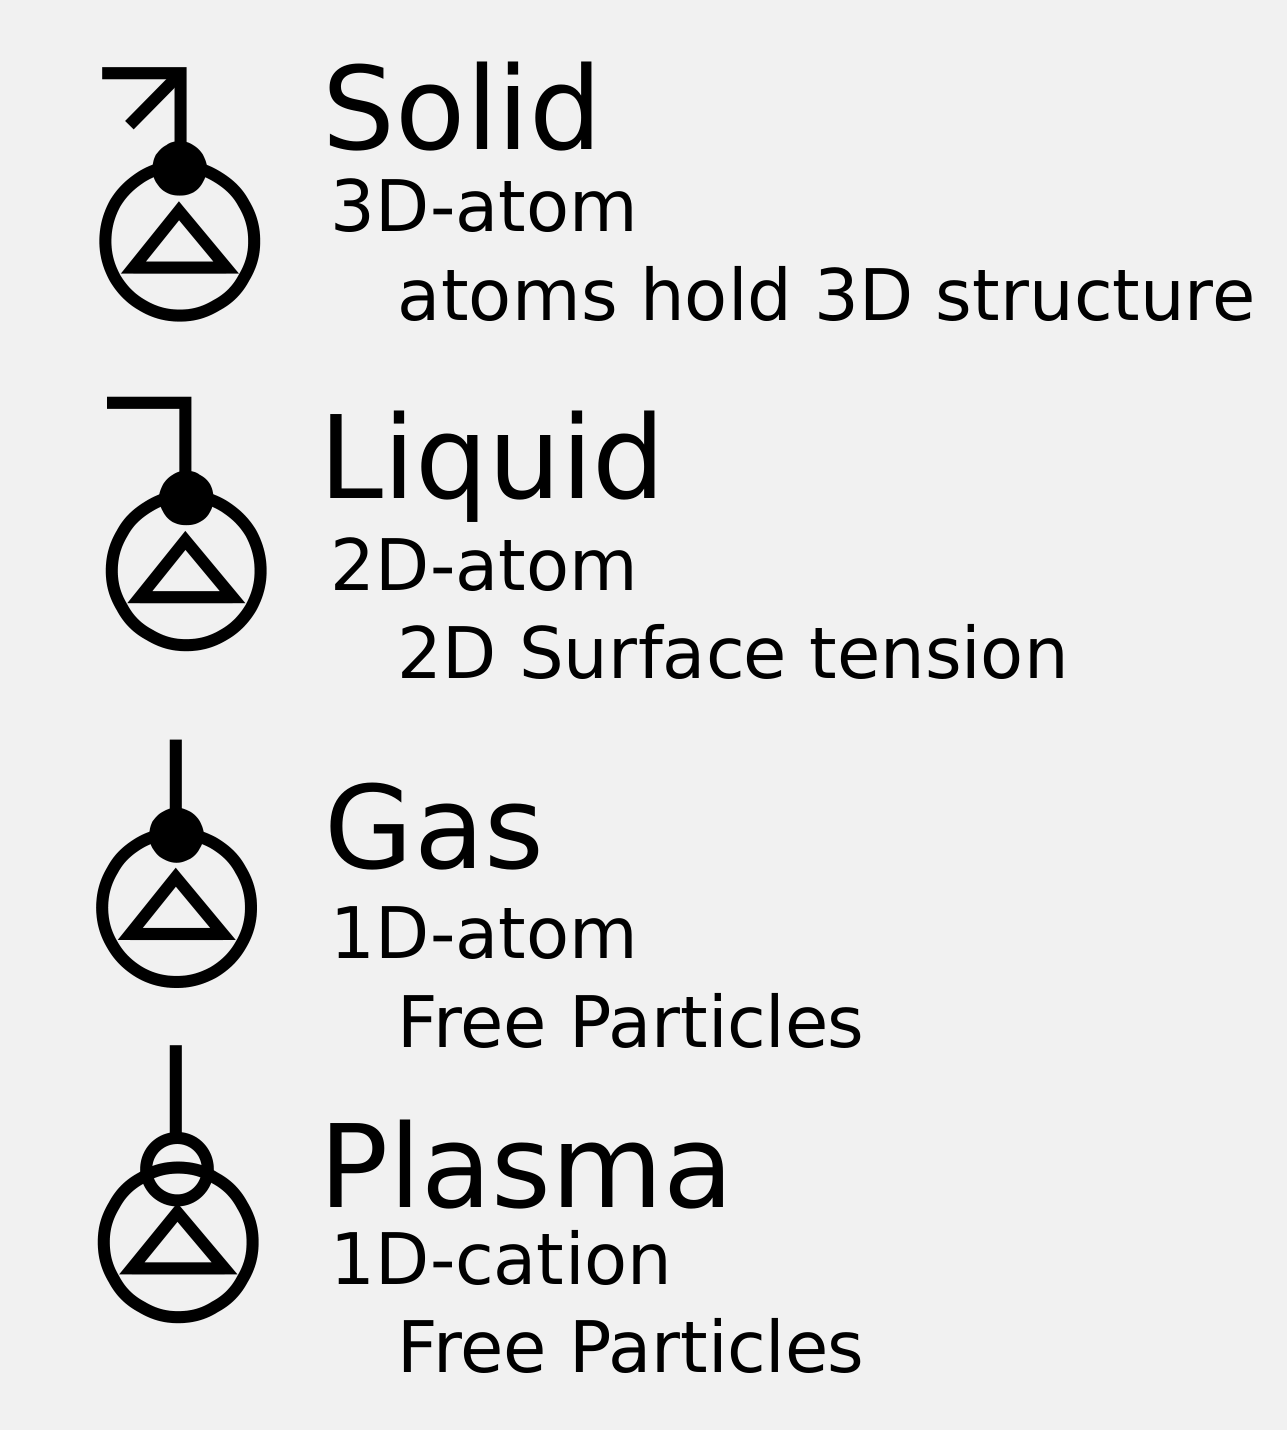 Solid
3D-atom
atoms hold 3D structure
Liquid
2D-atom
2D Surface tension
Gas
1D-atom
Free Particles
Plasma
1D-cation
Free Particles